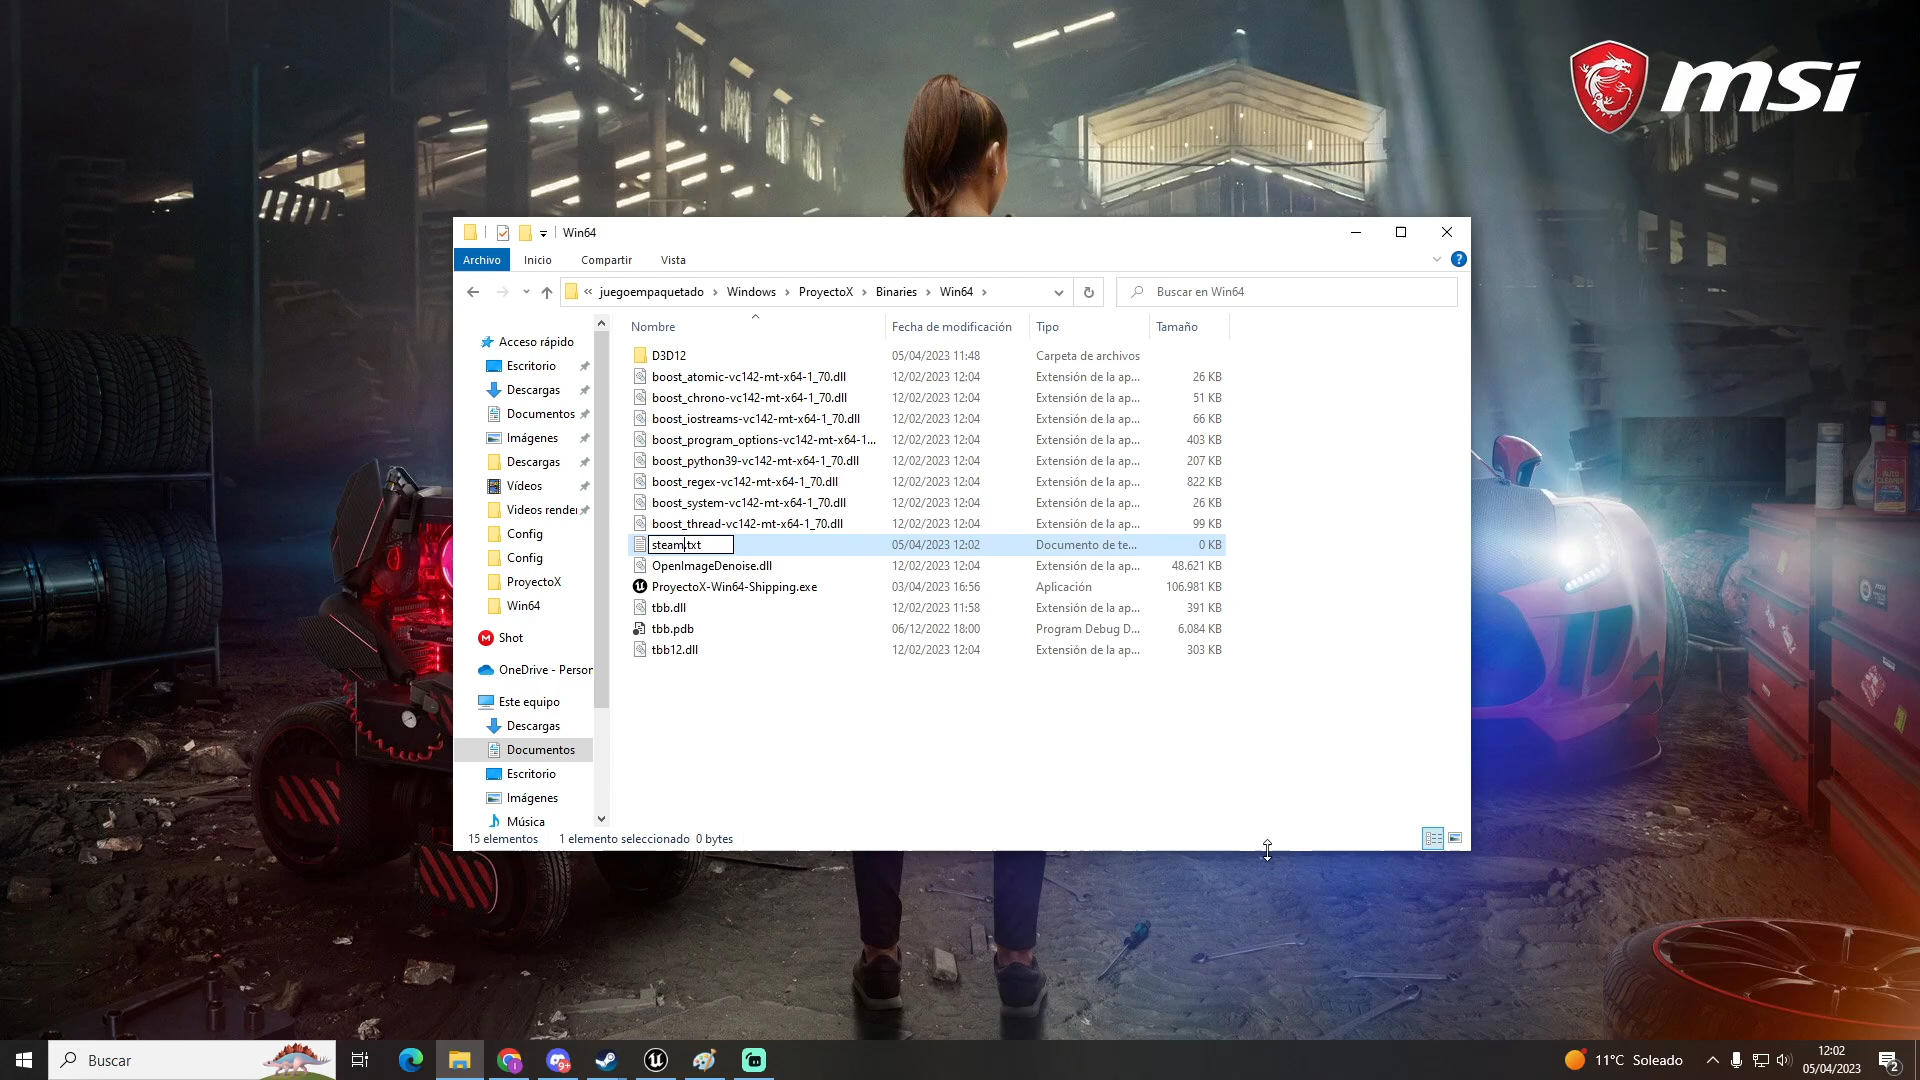 msi
Win64
Archivo Inicio Compartir Vista
« juegoempaquetado > Windows > ProyectoX > Binaries > Win64 >
Buscar en Win64
Nombre Fecha de modificación Tipo Tamaño
Acceso rápido
Escritorio
Descargas
Documentos
Imágenes
Descargas
Vídeos
Videos rende
Config
Config
ProyectoX
Win64
Shot
OneDrive - Person
Este equipo
Descargas
Documentos
Escritorio
Imágenes
Música
D3D12 05/04/2023 11:48 Carpeta de archivos
boost_atomic-vc142-mt-x64-1_70.dll 12/02/2023 12:04 Extensión de la ap... 26 KB
boost_chrono-vc142-mt-x64-1_70.dll 12/02/2023 12:04 Extensión de la ap... 51 KB
boost_iostreams-vc142-mt-x64-1_70.dll 12/02/2023 12:04 Extensión de la ap... 66 KB
boost_program_options-vc142-mt-x64-1... 12/02/2023 12:04 Extensión de la ap... 403 KB
boost_python39-vc142-mt-x64-1_70.dll 12/02/2023 12:04 Extensión de la ap... 207 KB
boost_regex-vc142-mt-x64-1_70.dll 12/02/2023 12:04 Extensión de la ap... 822 KB
boost_system-vc142-mt-x64-1_70.dll 12/02/2023 12:04 Extensión de la ap... 26 KB
boost_thread-vc142-mt-x64-1_70.dll 12/02/2023 12:04 Extensión de la ap... 99 KB
steam.txt 05/04/2023 12:02 Documento de te... 0 KB
OpenImageDenoise.dll 12/02/2023 12:04 Extensión de la ap... 48.621 KB
ProyectoX-Win64-Shipping.exe 03/04/2023 16:56 Aplicación 106.981 KB
tbb.dll 12/02/2023 11:58 Extensión de la ap... 391 KB
tbb.pdb 06/12/2022 18:00 Program Debug D... 6.084 KB
tbb12.dll 12/02/2023 12:04 Extensión de la ap... 303 KB
15 elementos 1 elemento seleccionado 0 bytes
Buscar
9+
11°C Soleado
12:02
05/04/2023
2